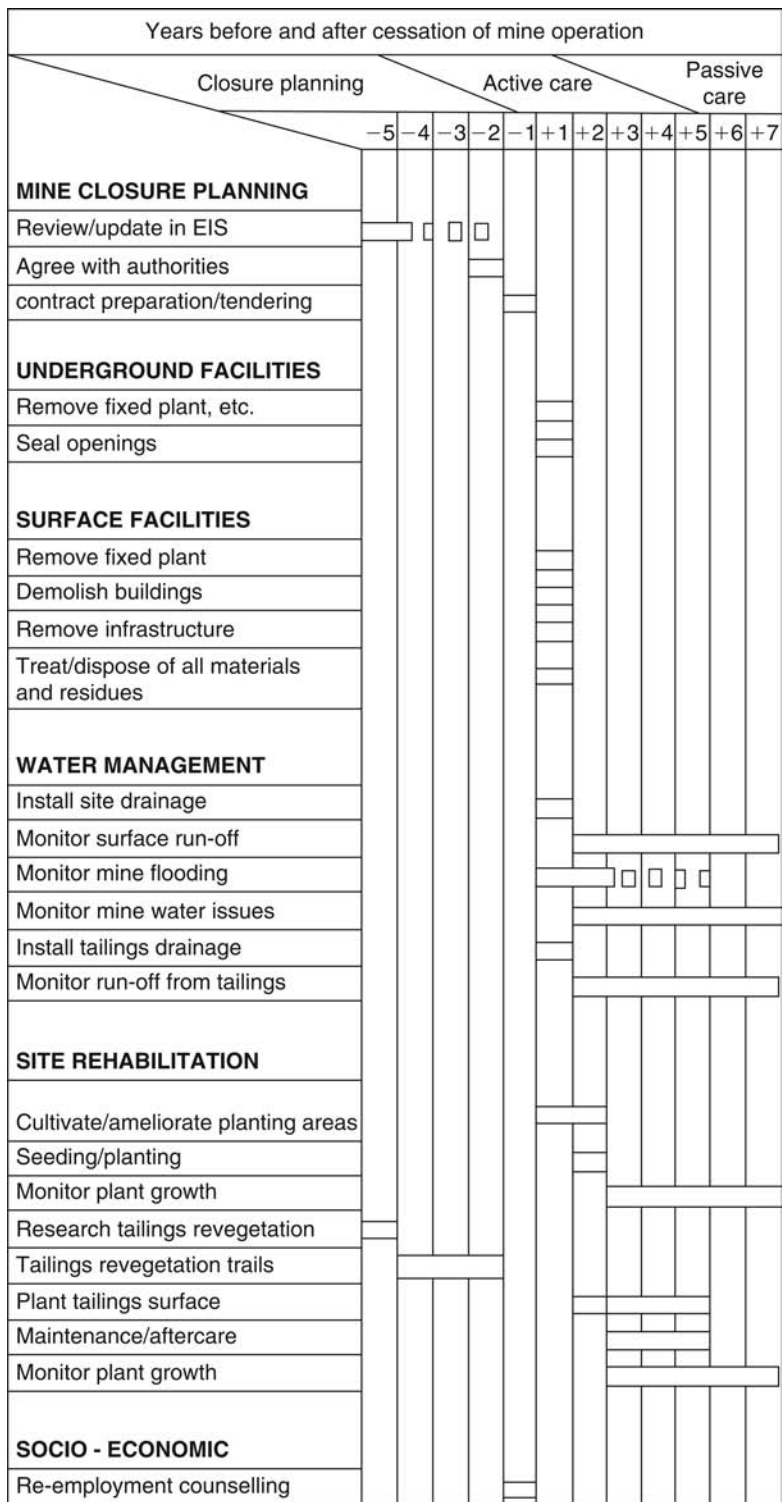 Years before and after cessation of mine operation
Closure planning
Active care
Passive
care
−5 −4 −3 −2 −1 +1 +2 +3 +4 +5 +6 +7
MINE CLOSURE PLANNING
Review/update in EIS
Agree with authorities
contract preparation/tendering
UNDERGROUND FACILITIES
Remove fixed plant, etc.
Seal openings
SURFACE FACILITIES
Remove fixed plant
Demolish buildings
Remove infrastructure
Treat/dispose of all materials
and residues
WATER MANAGEMENT
Install site drainage
Monitor surface run-off
Monitor mine flooding
Monitor mine water issues
Install tailings drainage
Monitor run-off from tailings
SITE REHABILITATION
Cultivate/ameliorate planting areas
Seeding/planting
Monitor plant growth
Research tailings revegetation
Tailings revegetation trails
Plant tailings surface
Maintenance/aftercare
Monitor plant growth
SOCIO - ECONOMIC
Re-employment counselling